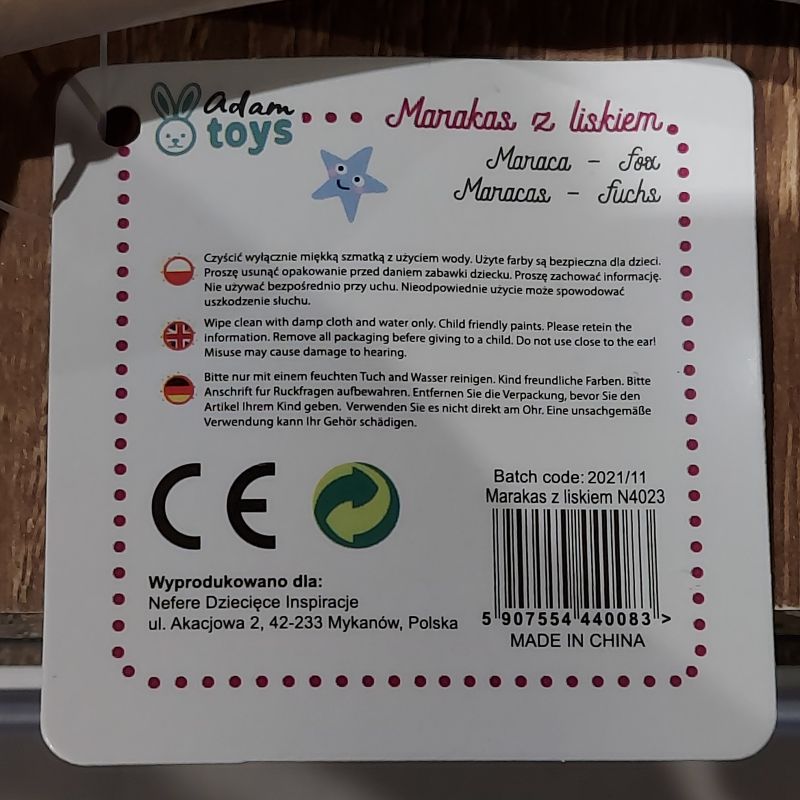 adam
toys
Marakas z liskiem
Maraca - fox
Maracas - fuchs
Czyścić wyłącznie miękką szmatką z użyciem wody. Użyte farby są bezpieczna dla dzieci.
Proszę usunąć opakowanie przed daniem zabawki dziecku. Proszę zachować informację.
Nie używać bezpośrednio przy uchu. Nieodpowiednie użycie może spowodować
uszkodzenie słuchu.
Wipe clean with damp cloth and water only. Child friendly paints. Please retein the
information. Remove all packaging befere giving to a child. Do not use close to the ear!
Misuse may cause damage to hearing.
Bitte nur mit einem feuchten Tuch and Wasser reinigen. Kind freundliche Farben. Bitte
Anschrift fur Ruckfragen aufbewahren. Entfernen Sie die Verpackung, bevor Sie den
Artikel Ihrem Kind geben. Verwenden Sie es nicht direkt am Ohr. Eine unsachgemäße
Verwendung kann Ihr Gehör schädigen.
CE
Batch code: 2021/11
Marakas z liskiem N4023
5 907554 440083 >
MADE IN CHINA
Wyprodukowano dla:
Nefere Dziecięce Inspiracje
ul. Akacjowa 2, 42-233 Mykanów, Polska